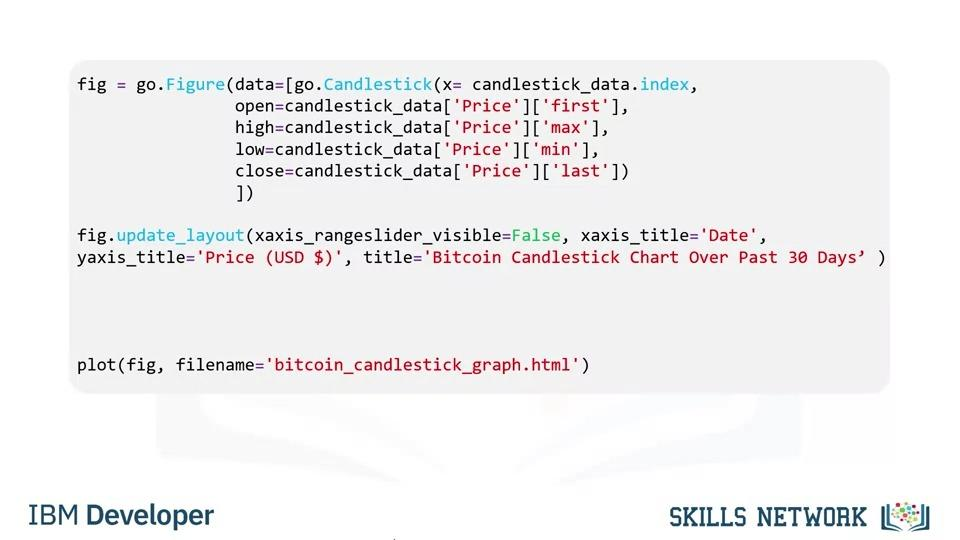 fig = go.Figure(data=[go.Candlestick(x= candlestick_data.index,
open=candlestick_data['Price']['first'],
high=candlestick_data['Price']['max'],
low=candlestick_data['Price']['min'],
close=candlestick_data['Price']['last'])
])
fig.update_layout(xaxis_rangeslider_visible=False, xaxis_title='Date',
yaxis_title='Price (USD $)', title='Bitcoin Candlestick Chart Over Past 30 Days’ )
plot(fig, filename='bitcoin_candlestick_graph.html')
IBM Developer
SKILLS NETWORK